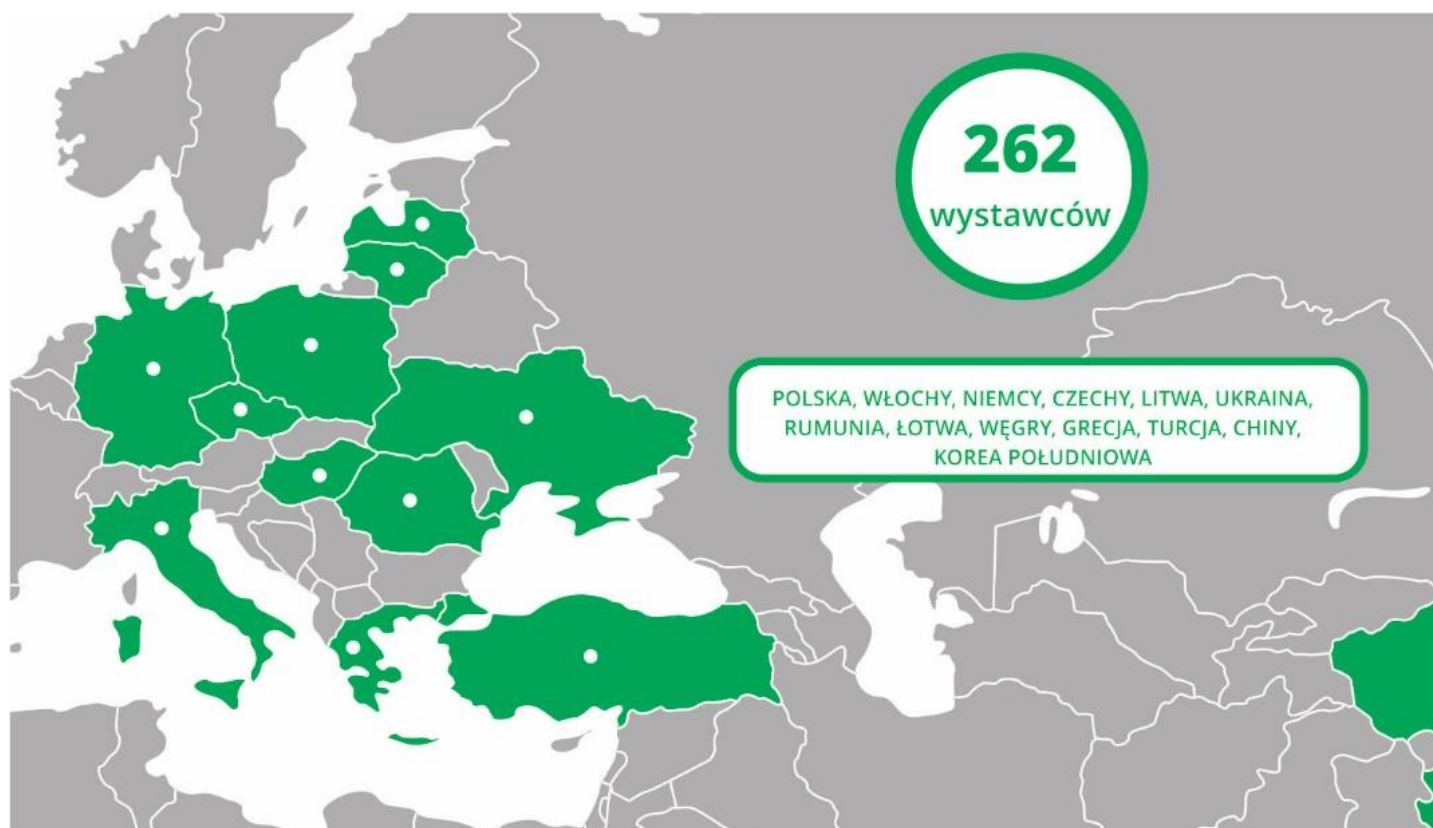 262
wystawców
POLSKA, WŁOCHY, NIEMCY, CZECHY, LITWA, UKRAINA,
RUMUNIA, ŁOTWA, WĘGRY, GRECJA, TURCJA, CHINY,
KOREA POŁUDNIOWA